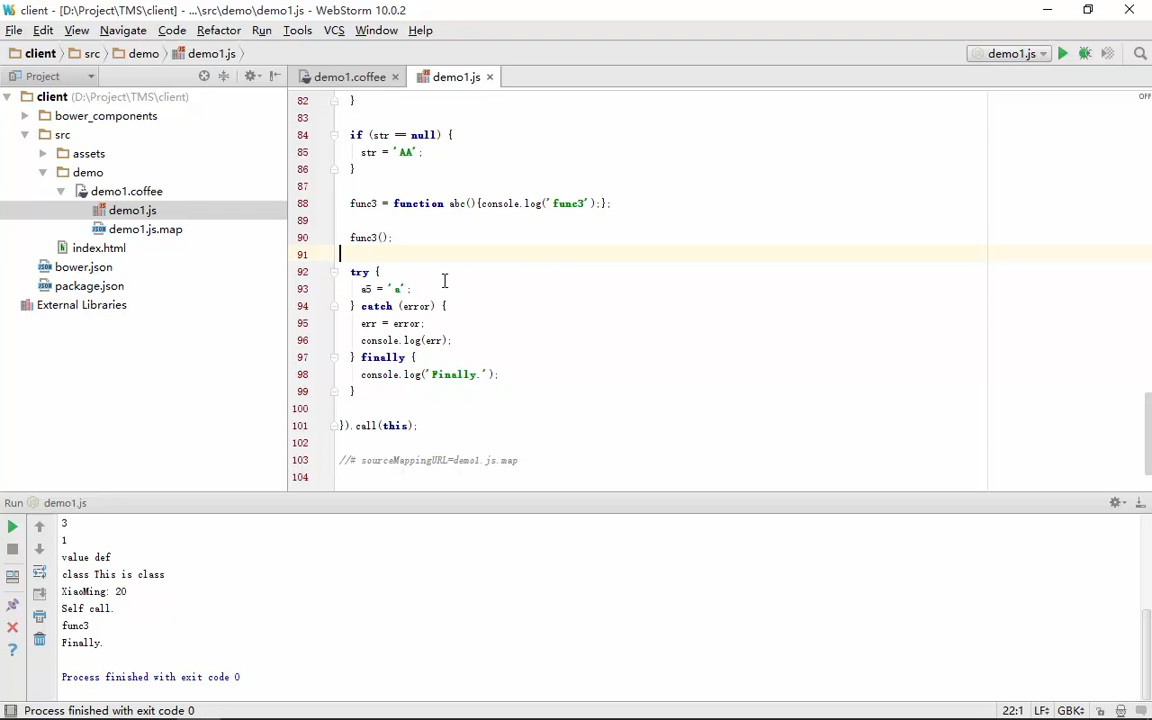 client - [D:\Project\TMS\client] - ...\src\demo\demo1.js - WebStorm 10.0.2
File Edit View Navigate Code Refactor Run Tools VCS Window Help
client src demo demo1.js demo1.js
Project demo1.coffee demo1.js
client (D:\Project\TMS\client)
bower_components
src
assets
demo
demo1.coffee
demo1.js
demo1.js.map
index.html
bower.json
package.json
External Libraries
OFF
82 }
83
84 if (str == null) {
85 str = 'AA';
86 }
87
88 func3 = function abc(){console.log('func3');};
89
90 func3();
91
92 try {
93 a5 = 'a';
94 } catch (error) {
95 err = error;
96 console.log(err);
97 } finally {
98 console.log('Finally.');
99 }
100
101 }).call(this);
102
103 //# sourceMappingURL=demo1.js.map
104
Run demo1.js
3
1
value def
class This is class
XiaoMing: 20
Self call.
func3
Finally.
Process finished with exit code 0
Process finished with exit code 0 22:1 LF GBK